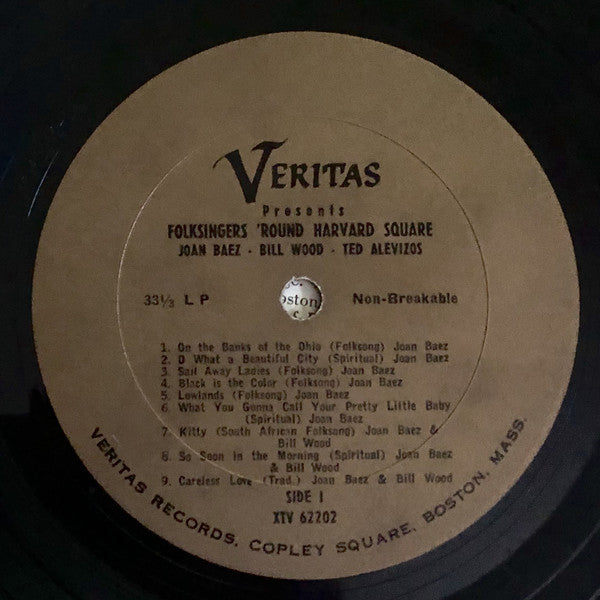 VERITAS
Presents
FOLKSINGERS 'ROUND HARVARD SQUARE
JOAN BAEZ - BILL WOOD - TED ALEVIZOS
33⅓ LP
oston
Non-Breakable
1. On the Banks of the Ohio (Folksong) Joan Baez
2. O What a Beautiful City (Spiritual) Joan Baez
3. Sail Away Ladies (Folksong) Joan Baez
4. Black is the Color (Folksong) Joan Baez
5. Lowlands (Folksong) Joan Baez
6. What You Gonna Call Your Pretty Little Baby
(Spiritual) Joan Baez
7. Kitty (South African Folksong) Joan Baez &
Bill Wood
8. So Soon in the Morning (Spiritual) Joan Baez
& Bill Wood
9. Careless Love (Trad.) Joan Baez & Bill Wood
SIDE 1
XTV 62202
VERITAS RECORDS, COPLEY SQUARE, BOSTON, MASS.